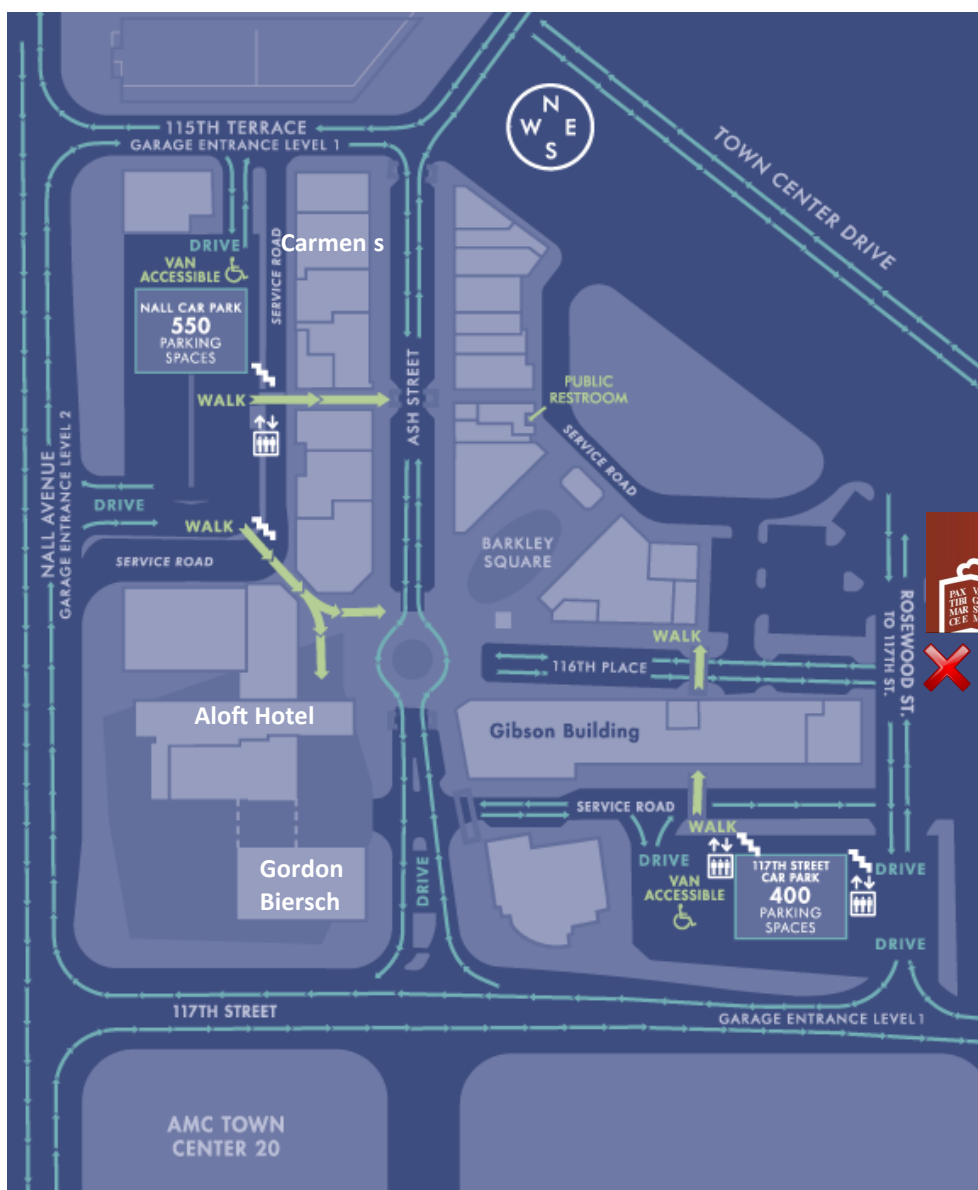 N
W E
S
115TH TERRACE
GARAGE ENTRANCE LEVEL 1
TOWN CENTER DRIVE
DRIVE
VAN
ACCESSIBLE
SERVICE ROAD
Carmen s
NALL CAR PARK
550
PARKING
SPACES
WALK
ASH STREET
PUBLIC
RESTROOM
SERVICE ROAD
NALL AVENUE
GARAGE ENTRANCE LEVEL 2
DRIVE
WALK
SERVICE ROAD
BARKLEY
SQUARE
WALK
116TH PLACE
ROSEWOOD ST.
TO 117TH ST.
PAX
TIBI
MAR
CEE
Aloft Hotel
Gibson Building
SERVICE ROAD
WALK
DRIVE
VAN
ACCESSIBLE
117TH STREET
CAR PARK
400
PARKING
SPACES
DRIVE
DRIVE
Gordon
Biersch
DRIVE
117TH STREET
GARAGE ENTRANCE LEVEL 1
AMC TOWN
CENTER 20